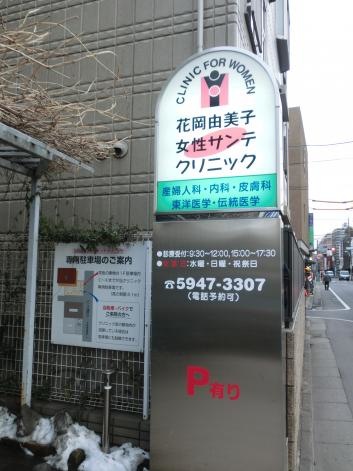 CLINIC FOR WOMEN
花岡由美子
女性サンテ
クリニック
産婦人科・内科・皮膚科
東洋医学・伝統医学
●診療受付:9:30~12:00,15:00~17:30
:水曜・日曜・祝祭日
☎5947-3307
(電話予約可)
P有り
専用駐車場のご案内